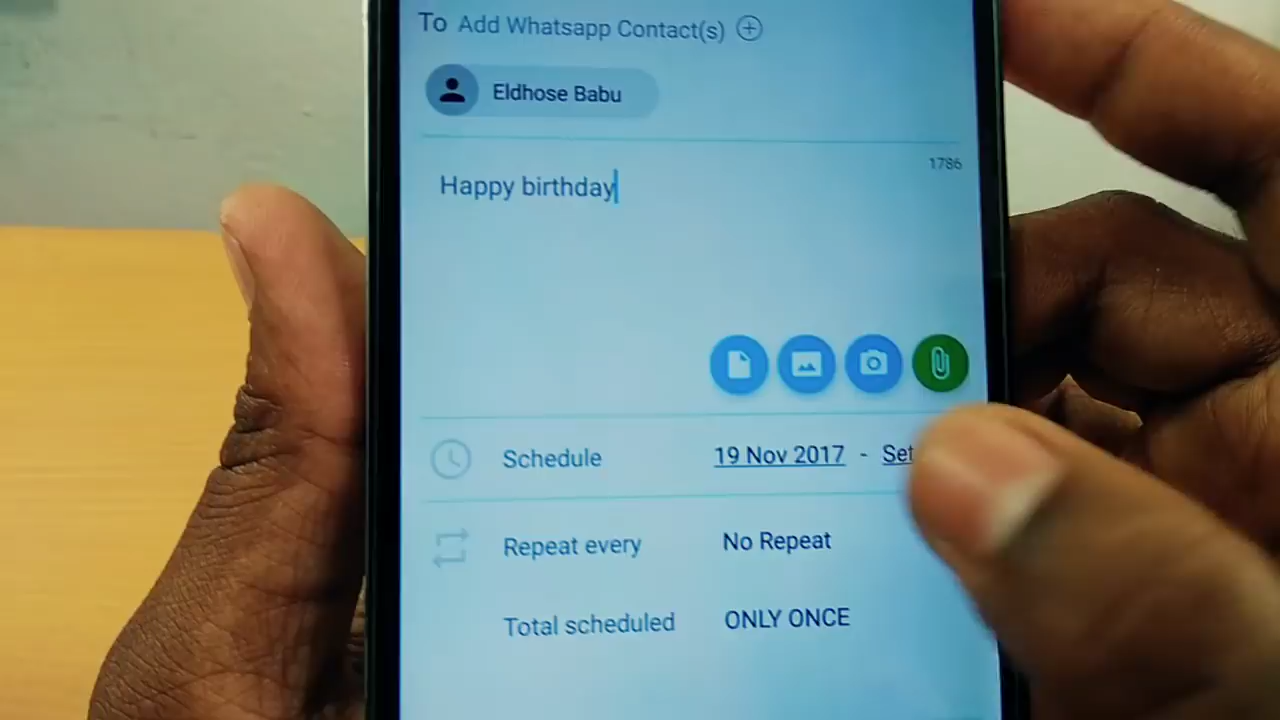 To Add Whatsapp Contact(s)
Eldhose Babu
1786
Happy birthday
Schedule 19 Nov 2017 - Set
Repeat every No Repeat
Total scheduled ONLY ONCE